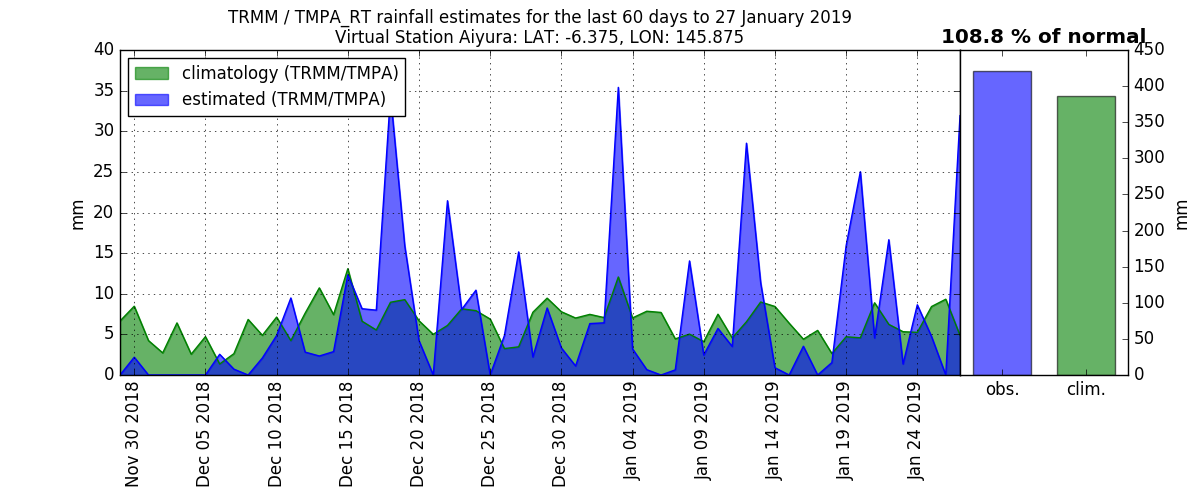 TRMM / TMPA_RT rainfall estimates for the last 60 days to 27 January 2019
Virtual Station Aiyura: LAT: -6.375, LON: 145.875
108.8 % of normal
climatology (TRMM/TMPA)
estimated (TRMM/TMPA)
mm
40
35
30
25
20
15
10
5
0
Nov 30 2018
Dec 05 2018
Dec 10 2018
Dec 15 2018
Dec 20 2018
Dec 25 2018
Dec 30 2018
Jan 04 2019
Jan 09 2019
Jan 14 2019
Jan 19 2019
Jan 24 2019
obs.
clim.
450
400
350
300
250
200
150
100
50
0
mm